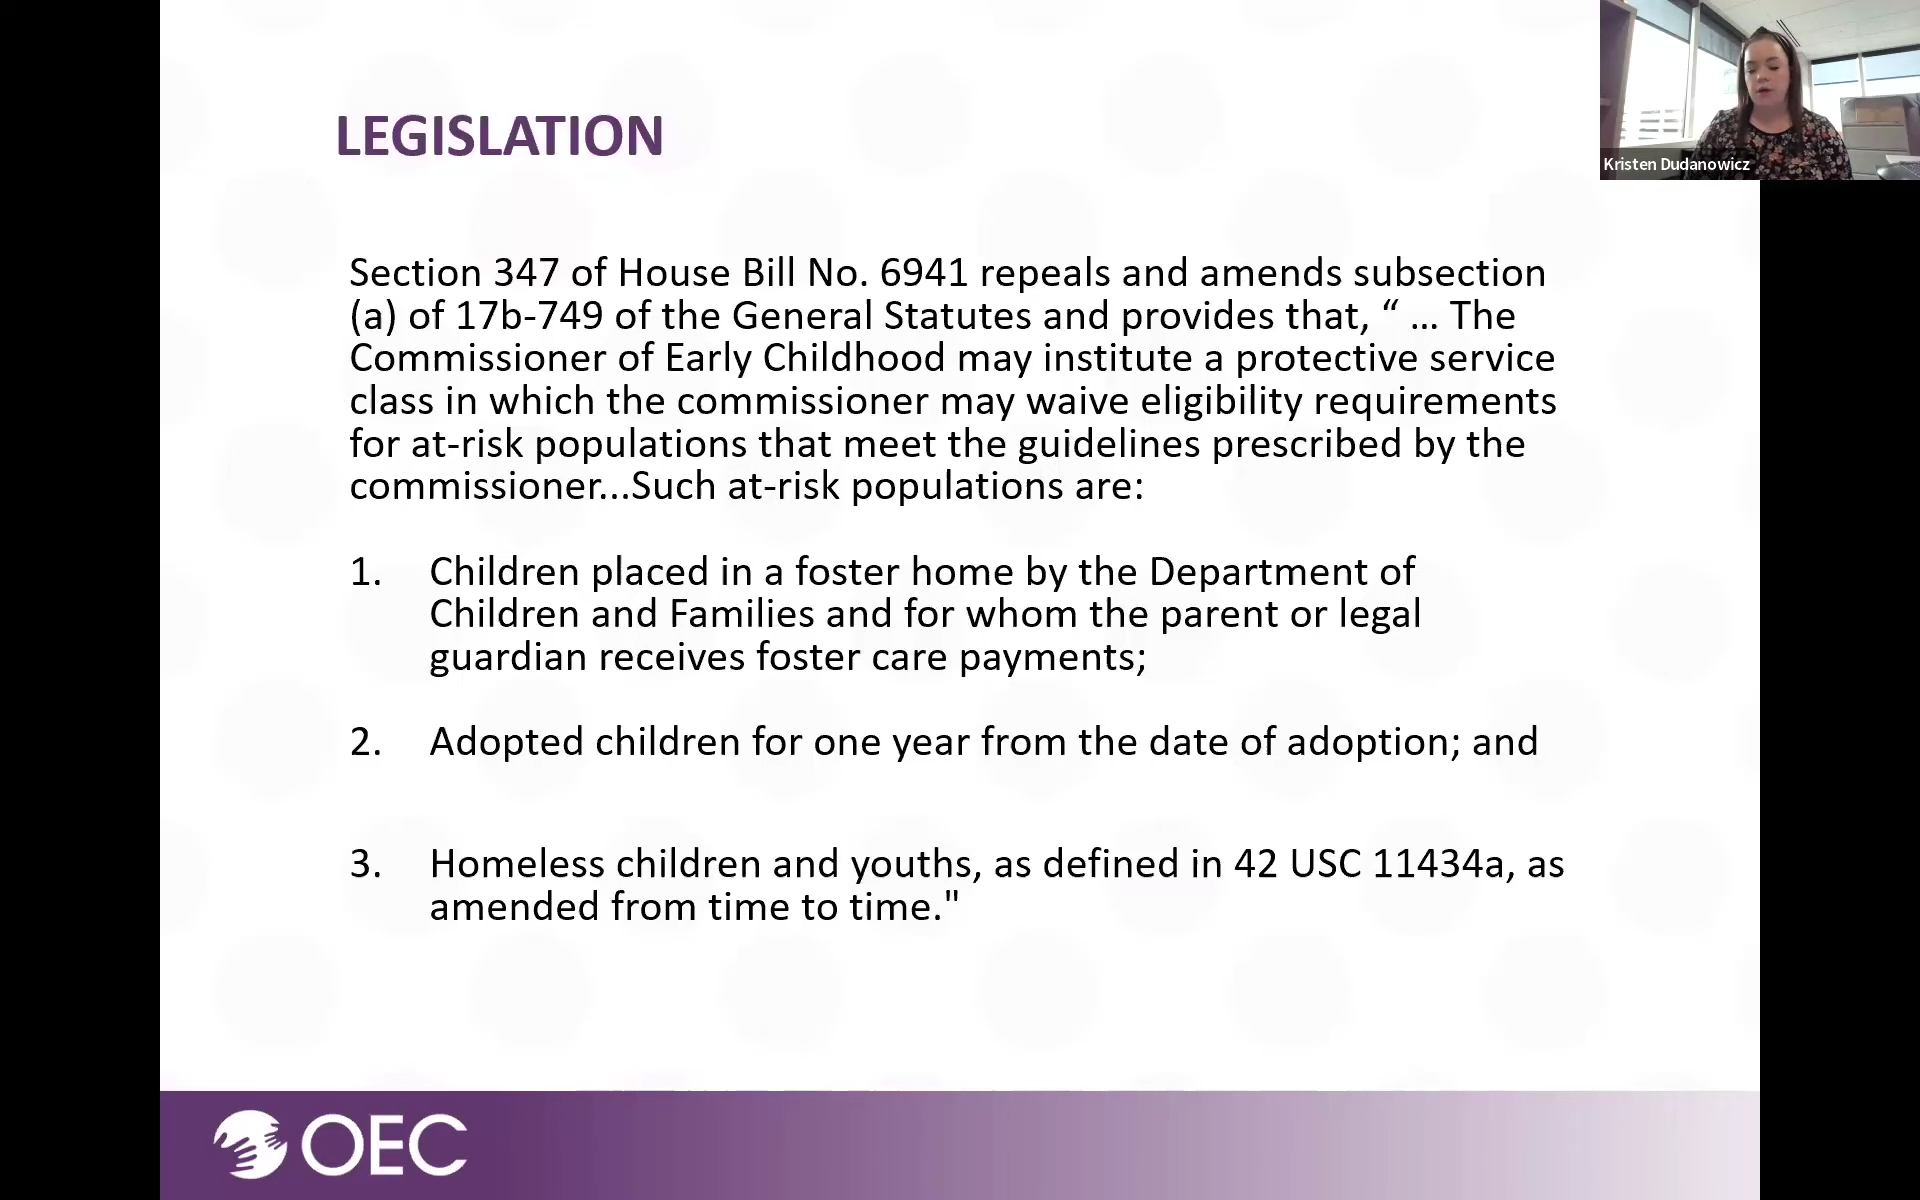 LEGISLATION
Kristen Dudanowicz
Section 347 of House Bill No. 6941 repeals and amends subsection
(a) of 17b-749 of the General Statutes and provides that, “ … The
Commissioner of Early Childhood may institute a protective service
class in which the commissioner may waive eligibility requirements
for at-risk populations that meet the guidelines prescribed by the
commissioner...Such at-risk populations are:
1. Children placed in a foster home by the Department of
Children and Families and for whom the parent or legal
guardian receives foster care payments;
2. Adopted children for one year from the date of adoption; and
3. Homeless children and youths, as defined in 42 USC 11434a, as
amended from time to time."
OEC